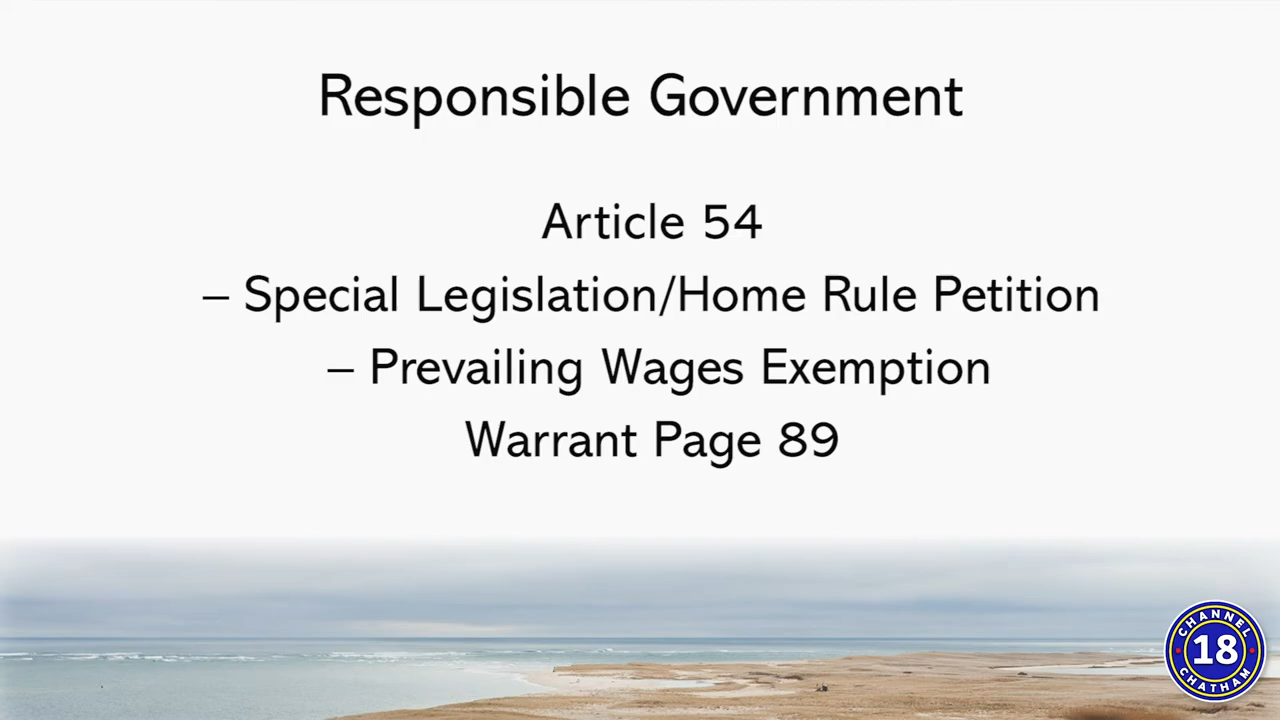 Responsible Government
Article 54
– Special Legislation/Home Rule Petition
– Prevailing Wages Exemption
Warrant Page 89
CHANNEL
18
CHATHAM